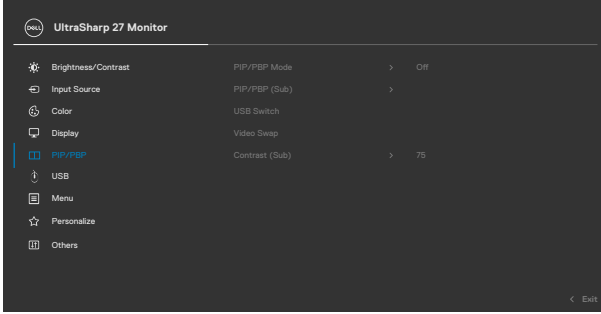 DELL UltraSharp 27 Monitor
Brightness/Contrast PIP/PBP Mode > Off
Input Source PIP/PBP (Sub) >
Color USB Switch
Display Video Swap
PIP/PBP Contrast (Sub) > 75
USB
Menu
Personalize
Others
< Exit